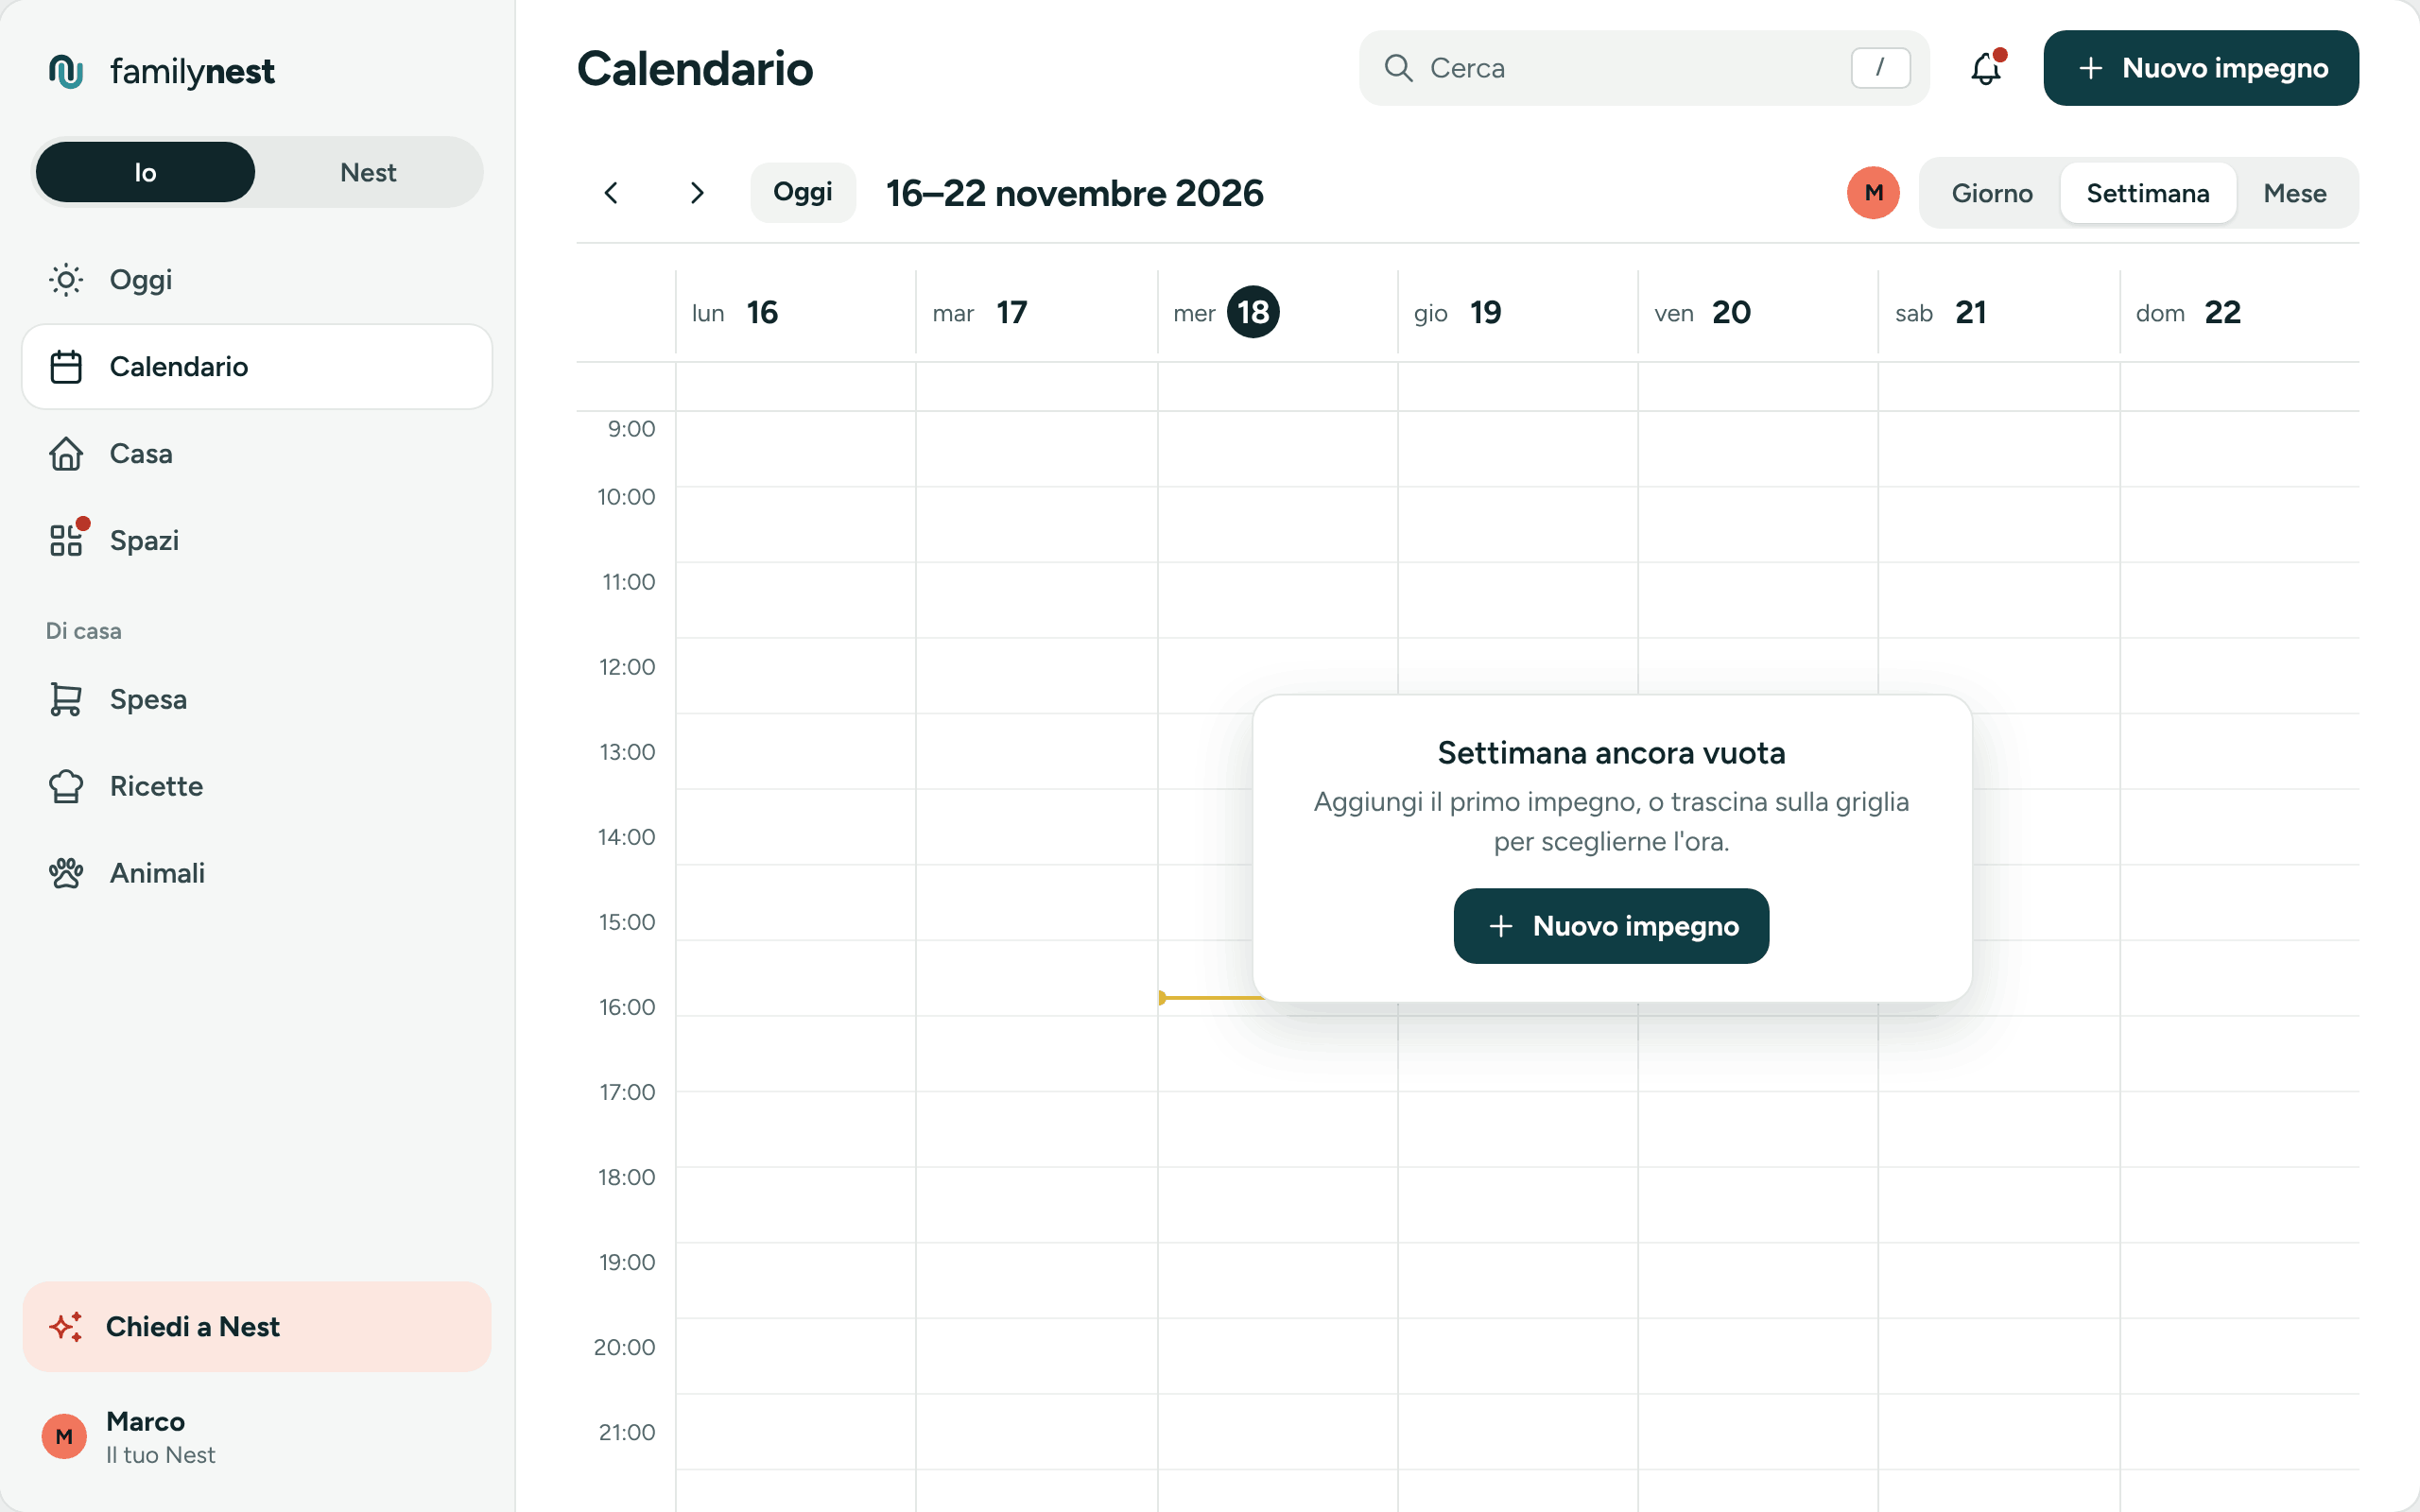 familynest
Io
Nest
Oggi
Calendario
Casa
Spazi
Di casa
Spesa
Ricette
Animali
Chiedi a Nest
M
Marco
Il tuo Nest
Calendario
Cerca
/
Nuovo impegno
Oggi
16–22 novembre 2026
M
Giorno
Settimana
Mese
lun 16
mar 17
mer 18
gio 19
ven 20
sab 21
dom 22
9:00
10:00
11:00
12:00
13:00
14:00
15:00
16:00
17:00
18:00
19:00
20:00
21:00
Settimana ancora vuota
Aggiungi il primo impegno, o trascina sulla griglia
per sceglierne l'ora.
Nuovo impegno